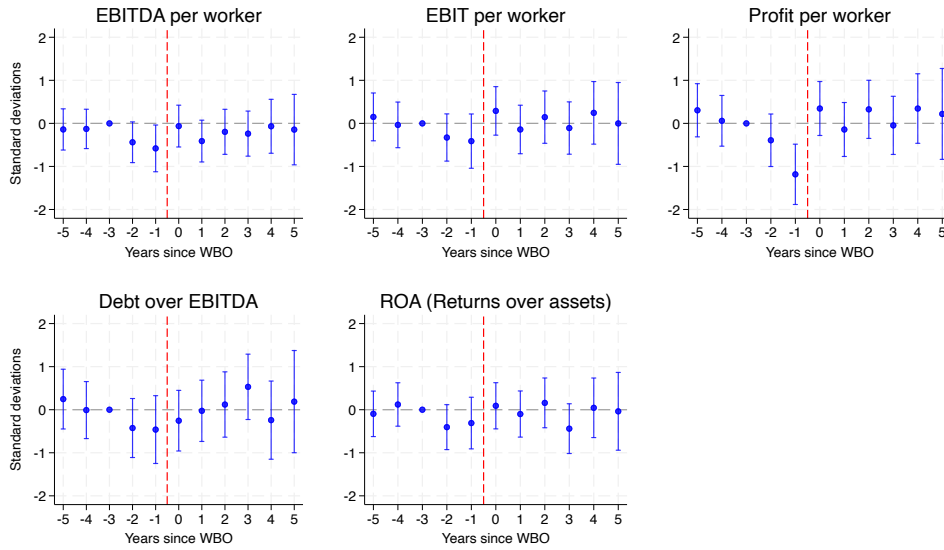 EBITDA per worker
Standard deviations
2
1
0
-1
-2
-5 -4 -3 -2 -1 0 1 2 3 4 5
Years since WBO
EBIT per worker
2
1
0
-1
-2
-5 -4 -3 -2 -1 0 1 2 3 4 5
Years since WBO
Profit per worker
2
1
0
-1
-2
-5 -4 -3 -2 -1 0 1 2 3 4 5
Years since WBO
Debt over EBITDA
Standard deviations
2
1
0
-1
-2
-5 -4 -3 -2 -1 0 1 2 3 4 5
Years since WBO
ROA (Returns over assets)
2
1
0
-1
-2
-5 -4 -3 -2 -1 0 1 2 3 4 5
Years since WBO